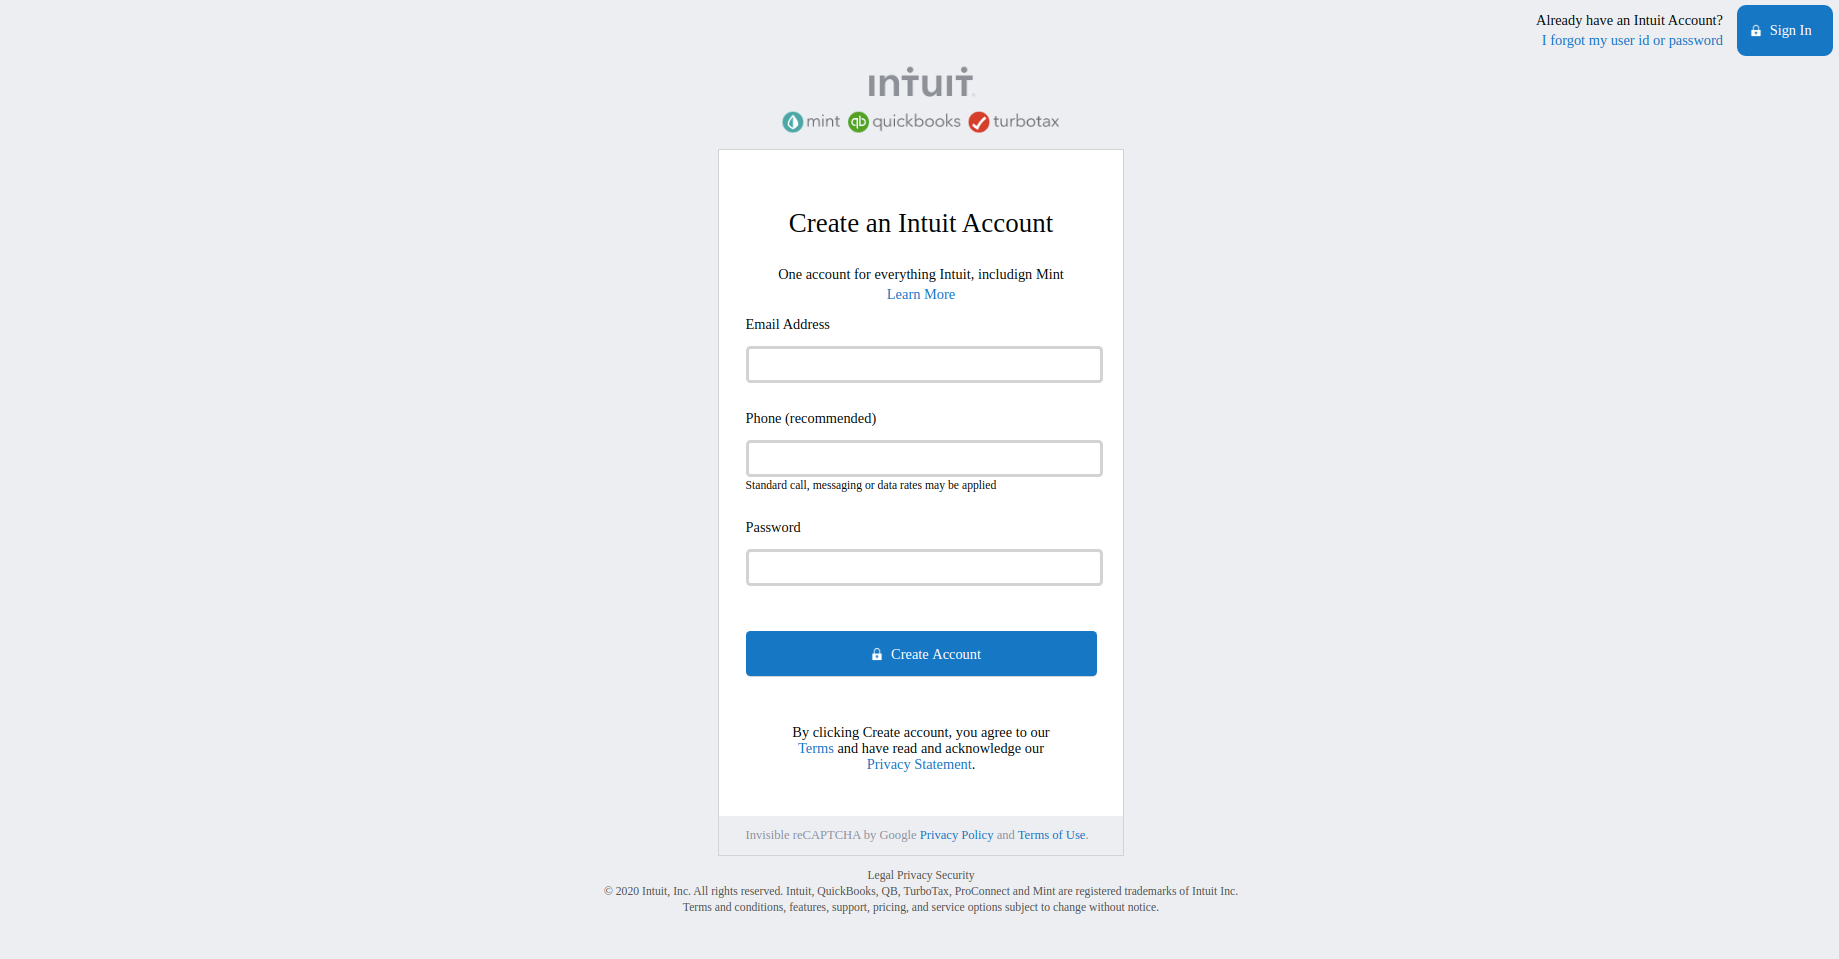 Already have an Intuit Account?
I forgot my user id or password
Sign In
intuit
mint qb quickbooks turbotax
Create an Intuit Account
One account for everything Intuit, includign Mint
Learn More
Email Address
Phone (recommended)
Standard call, messaging or data rates may be applied
Password
Create Account
By clicking Create account, you agree to our
Terms and have read and acknowledge our
Privacy Statement.
Invisible reCAPTCHA by Google Privacy Policy and Terms of Use.
Legal Privacy Security
© 2020 Intuit, Inc. All rights reserved. Intuit, QuickBooks, QB, TurboTax, ProConnect and Mint are registered trademarks of Intuit Inc.
Terms and conditions, features, support, pricing, and service options subject to change without notice.